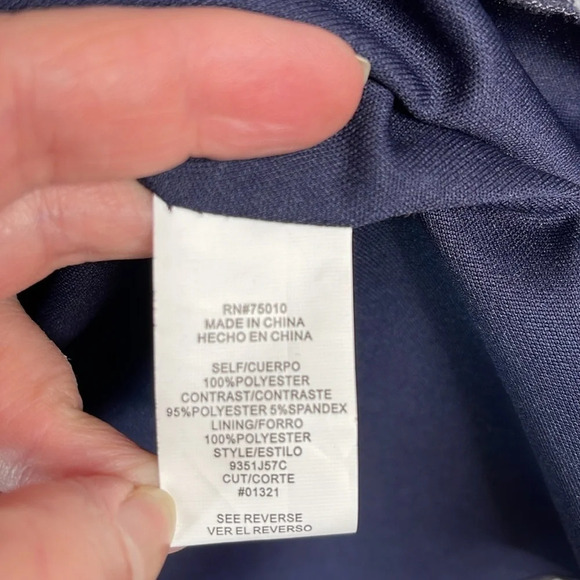 RN#75010
MADE IN CHINA
HECHO EN CHINA
SELF/CUERPO
100%POLYESTER
CONTRAST/CONTRASTE
95%POLYESTER 5%SPANDEX
LINING/FORRO
100%POLYESTER
STYLE/ESTILO
9351J57C
CUT/CORTE
#01321
SEE REVERSE
VER EL REVERSO